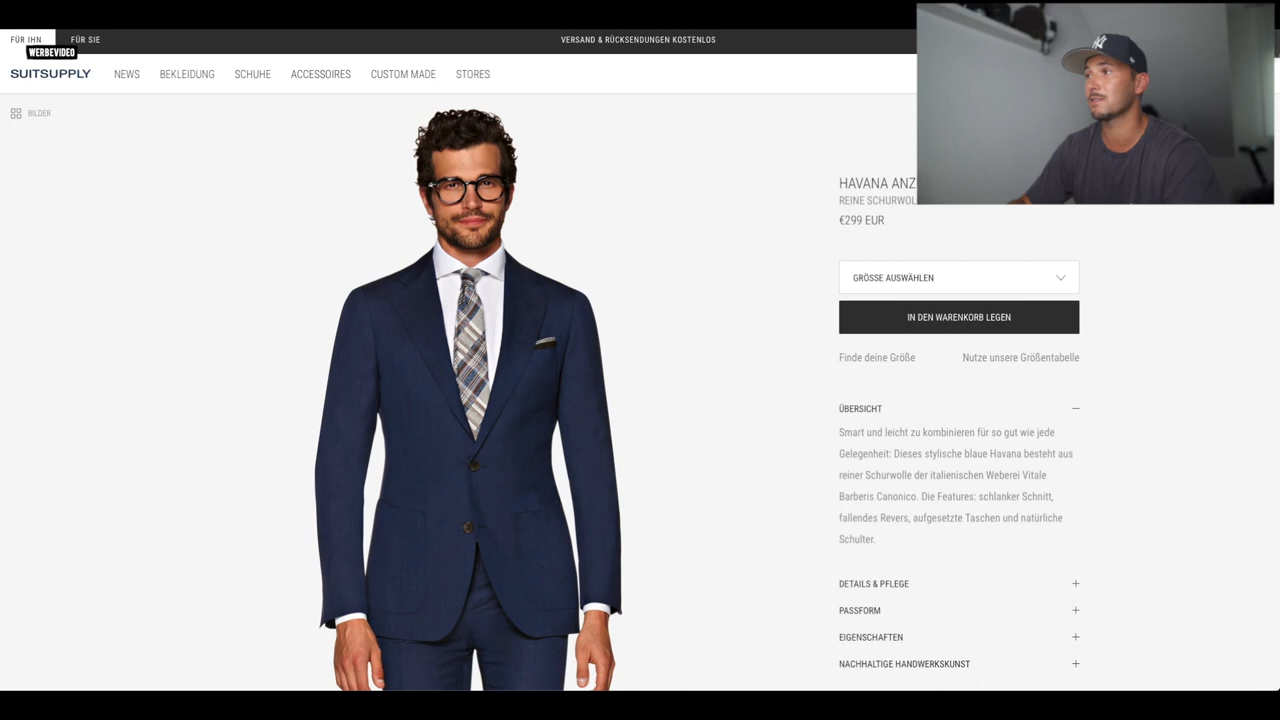 FÜR IHN
FÜR SIE
VERSAND & RÜCKSENDUNGEN KOSTENLOS
WERBEVIDEO
SUITSUPPLY
NEWS
BEKLEIDUNG
SCHUHE
ACCESSOIRES
CUSTOM MADE
STORES
BILDER
NY
HAVANA ANZ
REINE SCHURWOL
€299 EUR
GRÖSSE AUSWÄHLEN
IN DEN WARENKORB LEGEN
Finde deine Größe
Nutze unsere Größentabelle
ÜBERSICHT
Smart und leicht zu kombinieren für so gut wie jede
Gelegenheit: Dieses stylische blaue Havana besteht aus
reiner Schurwolle der italienischen Weberei Vitale
Barberis Canonico. Die Features: schlanker Schnitt,
fallendes Revers, aufgesetzte Taschen und natürliche
Schulter.
DETAILS & PFLEGE
PASSFORM
EIGENSCHAFTEN
NACHHALTIGE HANDWERKSKUNST